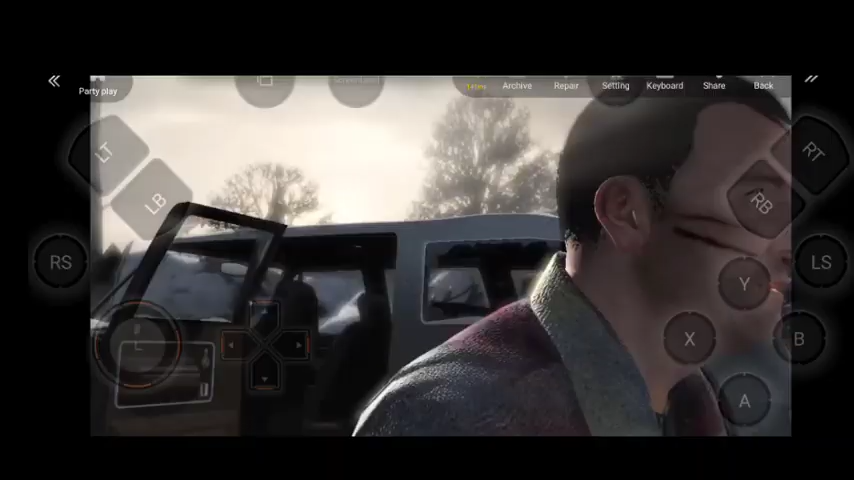 Party play
Archive
Repair
Setting
Keyboard
Share
Back
LT
RT
LB
RB
RS
LS
Y
L
X
B
A